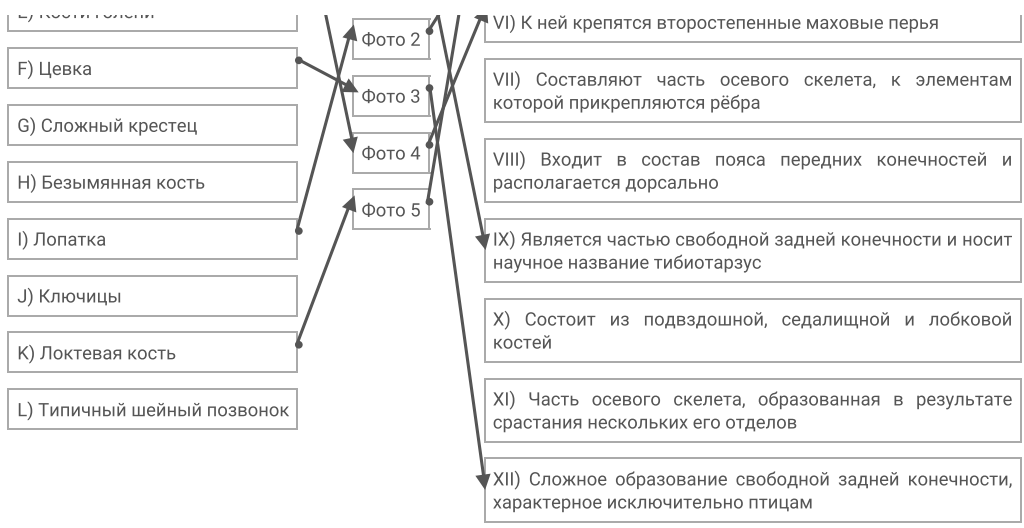 E) Кости голени
F) Цевка
G) Сложный крестец
H) Безымянная кость
I) Лопатка
J) Ключицы
K) Локтевая кость
L) Типичный шейный позвонок
Фото 2
Фото 3
Фото 4
Фото 5
VI) К ней крепятся второстепенные маховые перья
VII) Составляют часть осевого скелета, к элементам
которой прикрепляются рёбра
VIII) Входит в состав пояса передних конечностей и
располагается дорсально
IX) Является частью свободной задней конечности и носит
научное название тибиотарзус
X) Состоит из подвздошной, седалищной и лобковой
костей
XI) Часть осевого скелета, образованная в результате
срастания нескольких его отделов
XII) Сложное образование свободной задней конечности,
характерное исключительно птицам